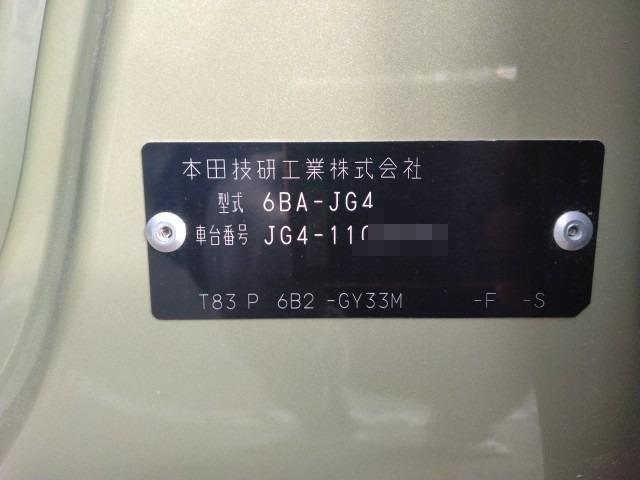 本田技研工業株式会社
型式 6BA-JG4
車台番号 JG4-110
T83 P 6B2 -GY33M -F -S